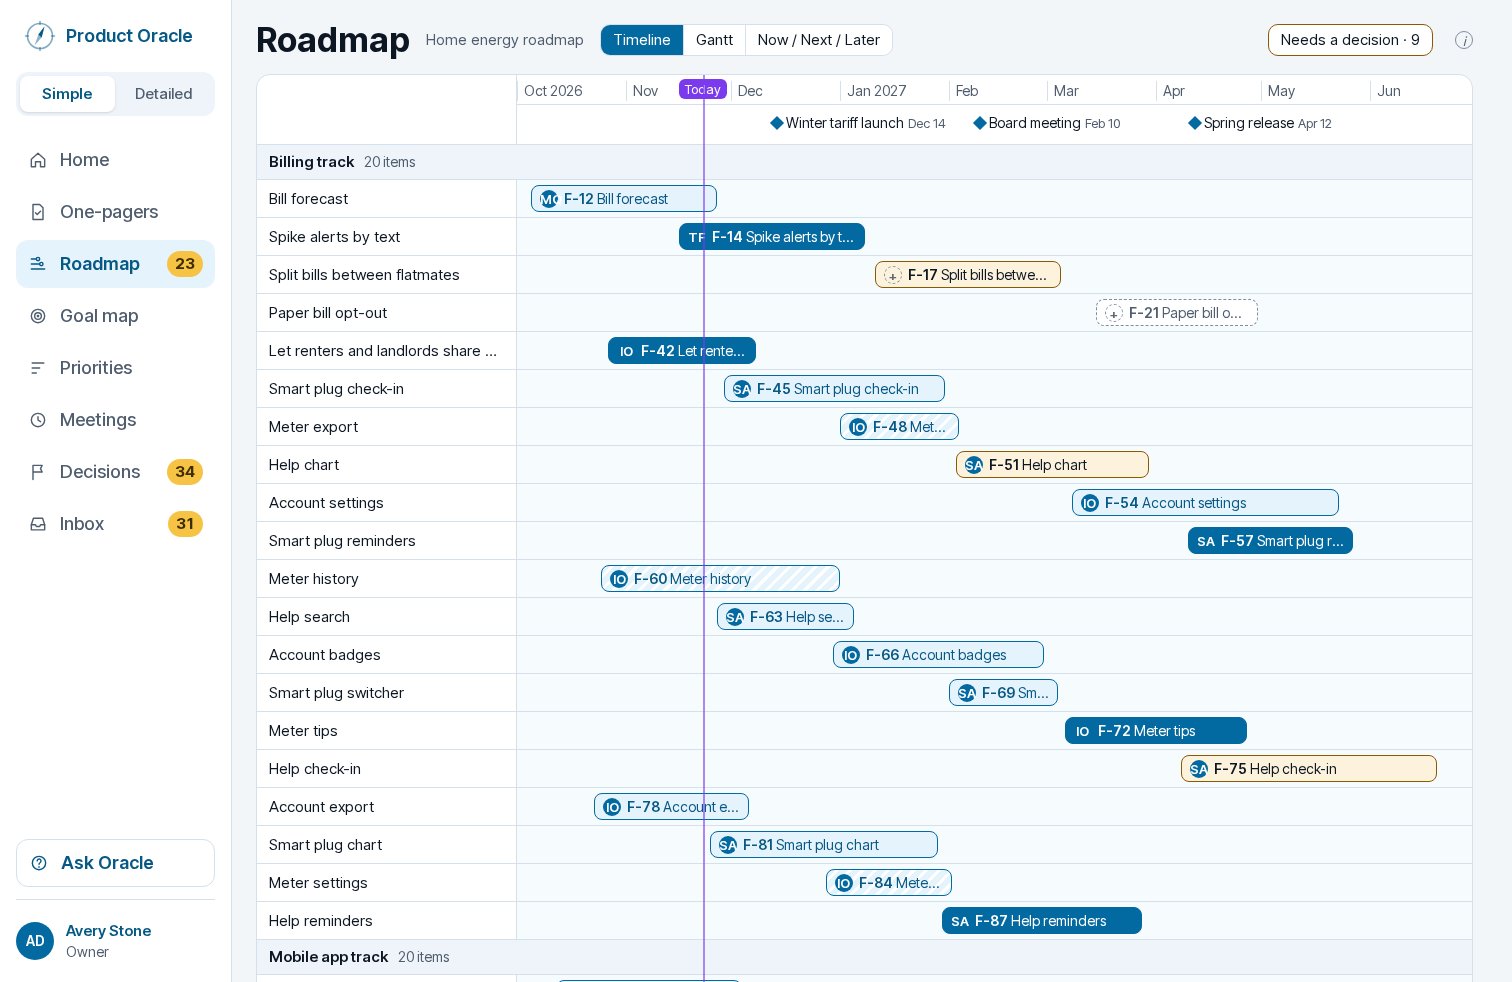 Product Oracle
Simple
Detailed
Home
One-pagers
Roadmap 23
Goal map
Priorities
Meetings
Decisions 34
Inbox 31
Ask Oracle
AD
Avery Stone
Owner
Roadmap
Home energy roadmap
Timeline
Gantt
Now / Next / Later
Needs a decision · 9
i
Oct 2026
Nov
Today
Dec
Jan 2027
Feb
Mar
Apr
May
Jun
Winter tariff launch Dec 14
Board meeting Feb 10
Spring release Apr 12
Billing track 20 items
Bill forecast
F-12 Bill forecast
Spike alerts by text
F-14 Spike alerts by t…
Split bills between flatmates
+ F-17 Split bills betwe…
Paper bill opt-out
+ F-21 Paper bill o…
Let renters and landlords share …
IO F-42 Let rente…
Smart plug check-in
SA F-45 Smart plug check-in
Meter export
IO F-48 Met…
Help chart
SA F-51 Help chart
Account settings
IO F-54 Account settings
Smart plug reminders
SA F-57 Smart plug r…
Meter history
IO F-60 Meter history
Help search
SA F-63 Help se…
Account badges
IO F-66 Account badges
Smart plug switcher
SA F-69 Sm…
Meter tips
IO F-72 Meter tips
Help check-in
SA F-75 Help check-in
Account export
IO F-78 Account e…
Smart plug chart
SA F-81 Smart plug chart
Meter settings
IO F-84 Mete…
Help reminders
SA F-87 Help reminders
Mobile app track 20 items